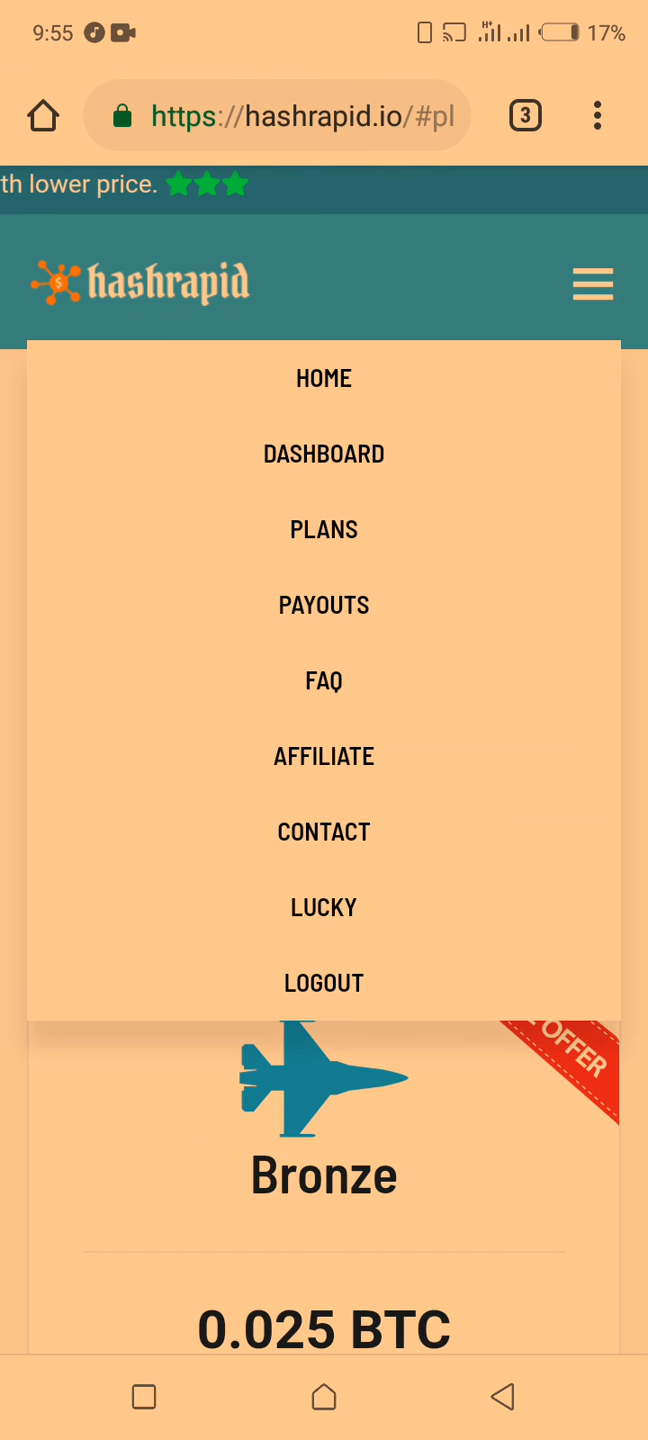 9:55 H+ 17%
https://hashrapid.io/#pl 3
th lower price.
$ hashrapid
HOME
DASHBOARD
PLANS
PAYOUTS
FAQ
AFFILIATE
CONTACT
LUCKY
LOGOUT
OFFER
Bronze
0.025 BTC